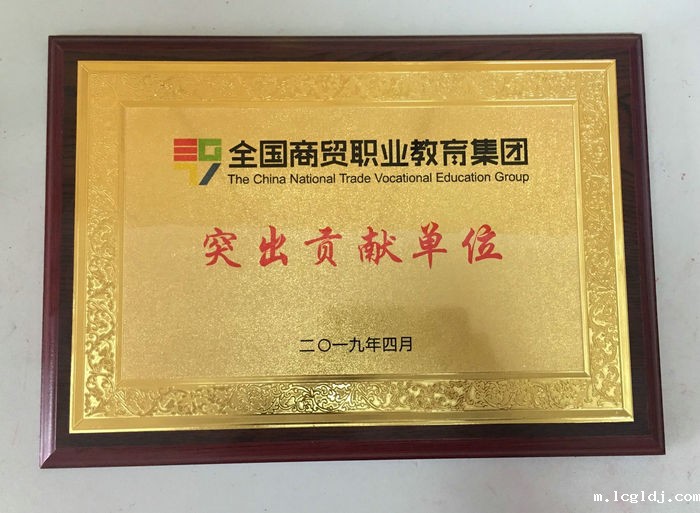 全国商贸职业教育集团
The China National Trade Vocational Education Group
突出贡献单位
二〇一九年四月
m.lcgldj.com